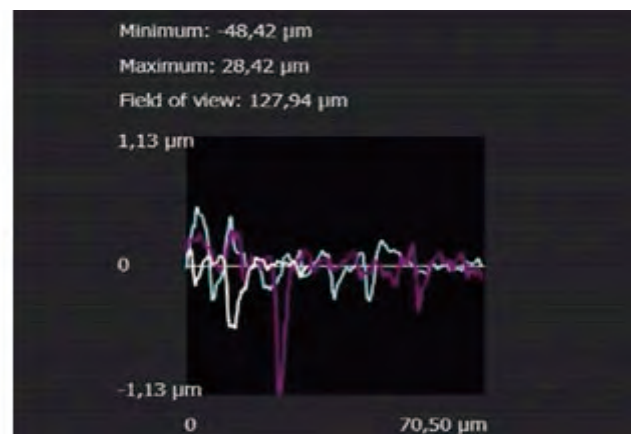 Minimum: -48,42 µm
Maximum: 28,42 µm
Field of view: 127,94 µm
1,13 µm
0
-1,13 µm
0 70,50 µm